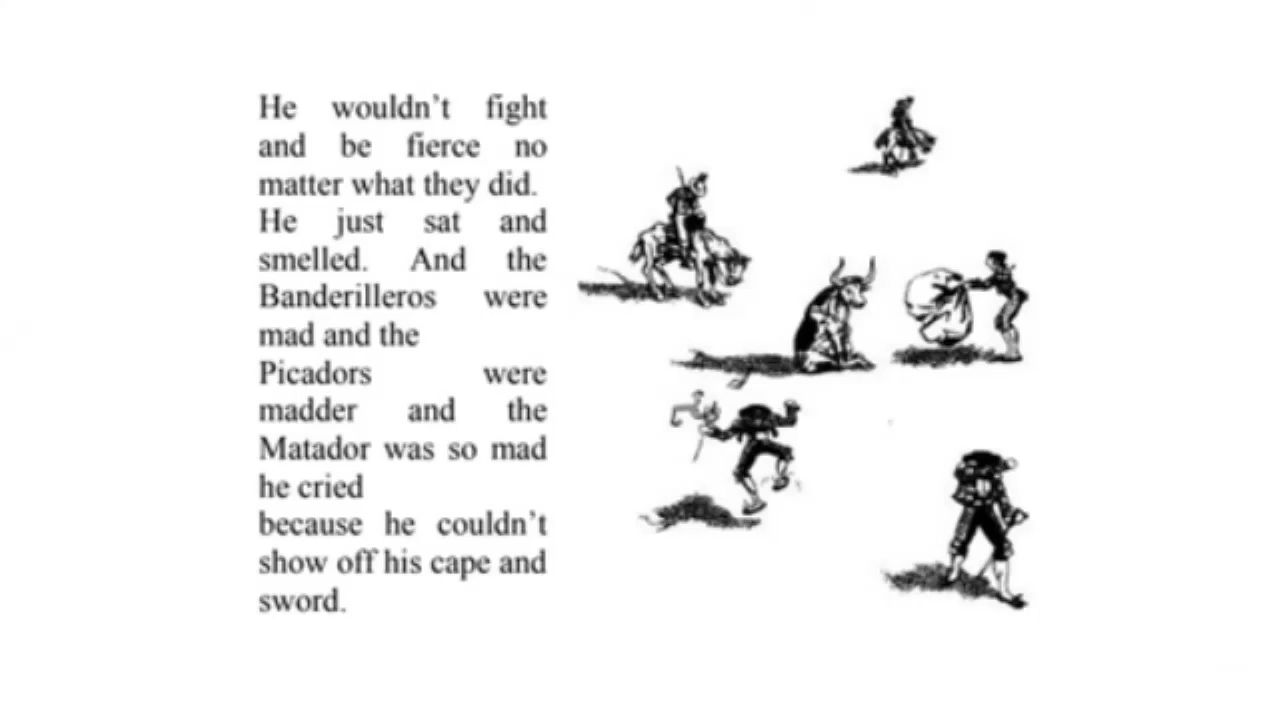 He wouldn't fight
and be fierce no
matter what they did.
He just sat and
smelled. And the
Banderilleros were
mad and the
Picadors were
madder and the
Matador was so mad
he cried
because he couldn't
show off his cape and
sword.